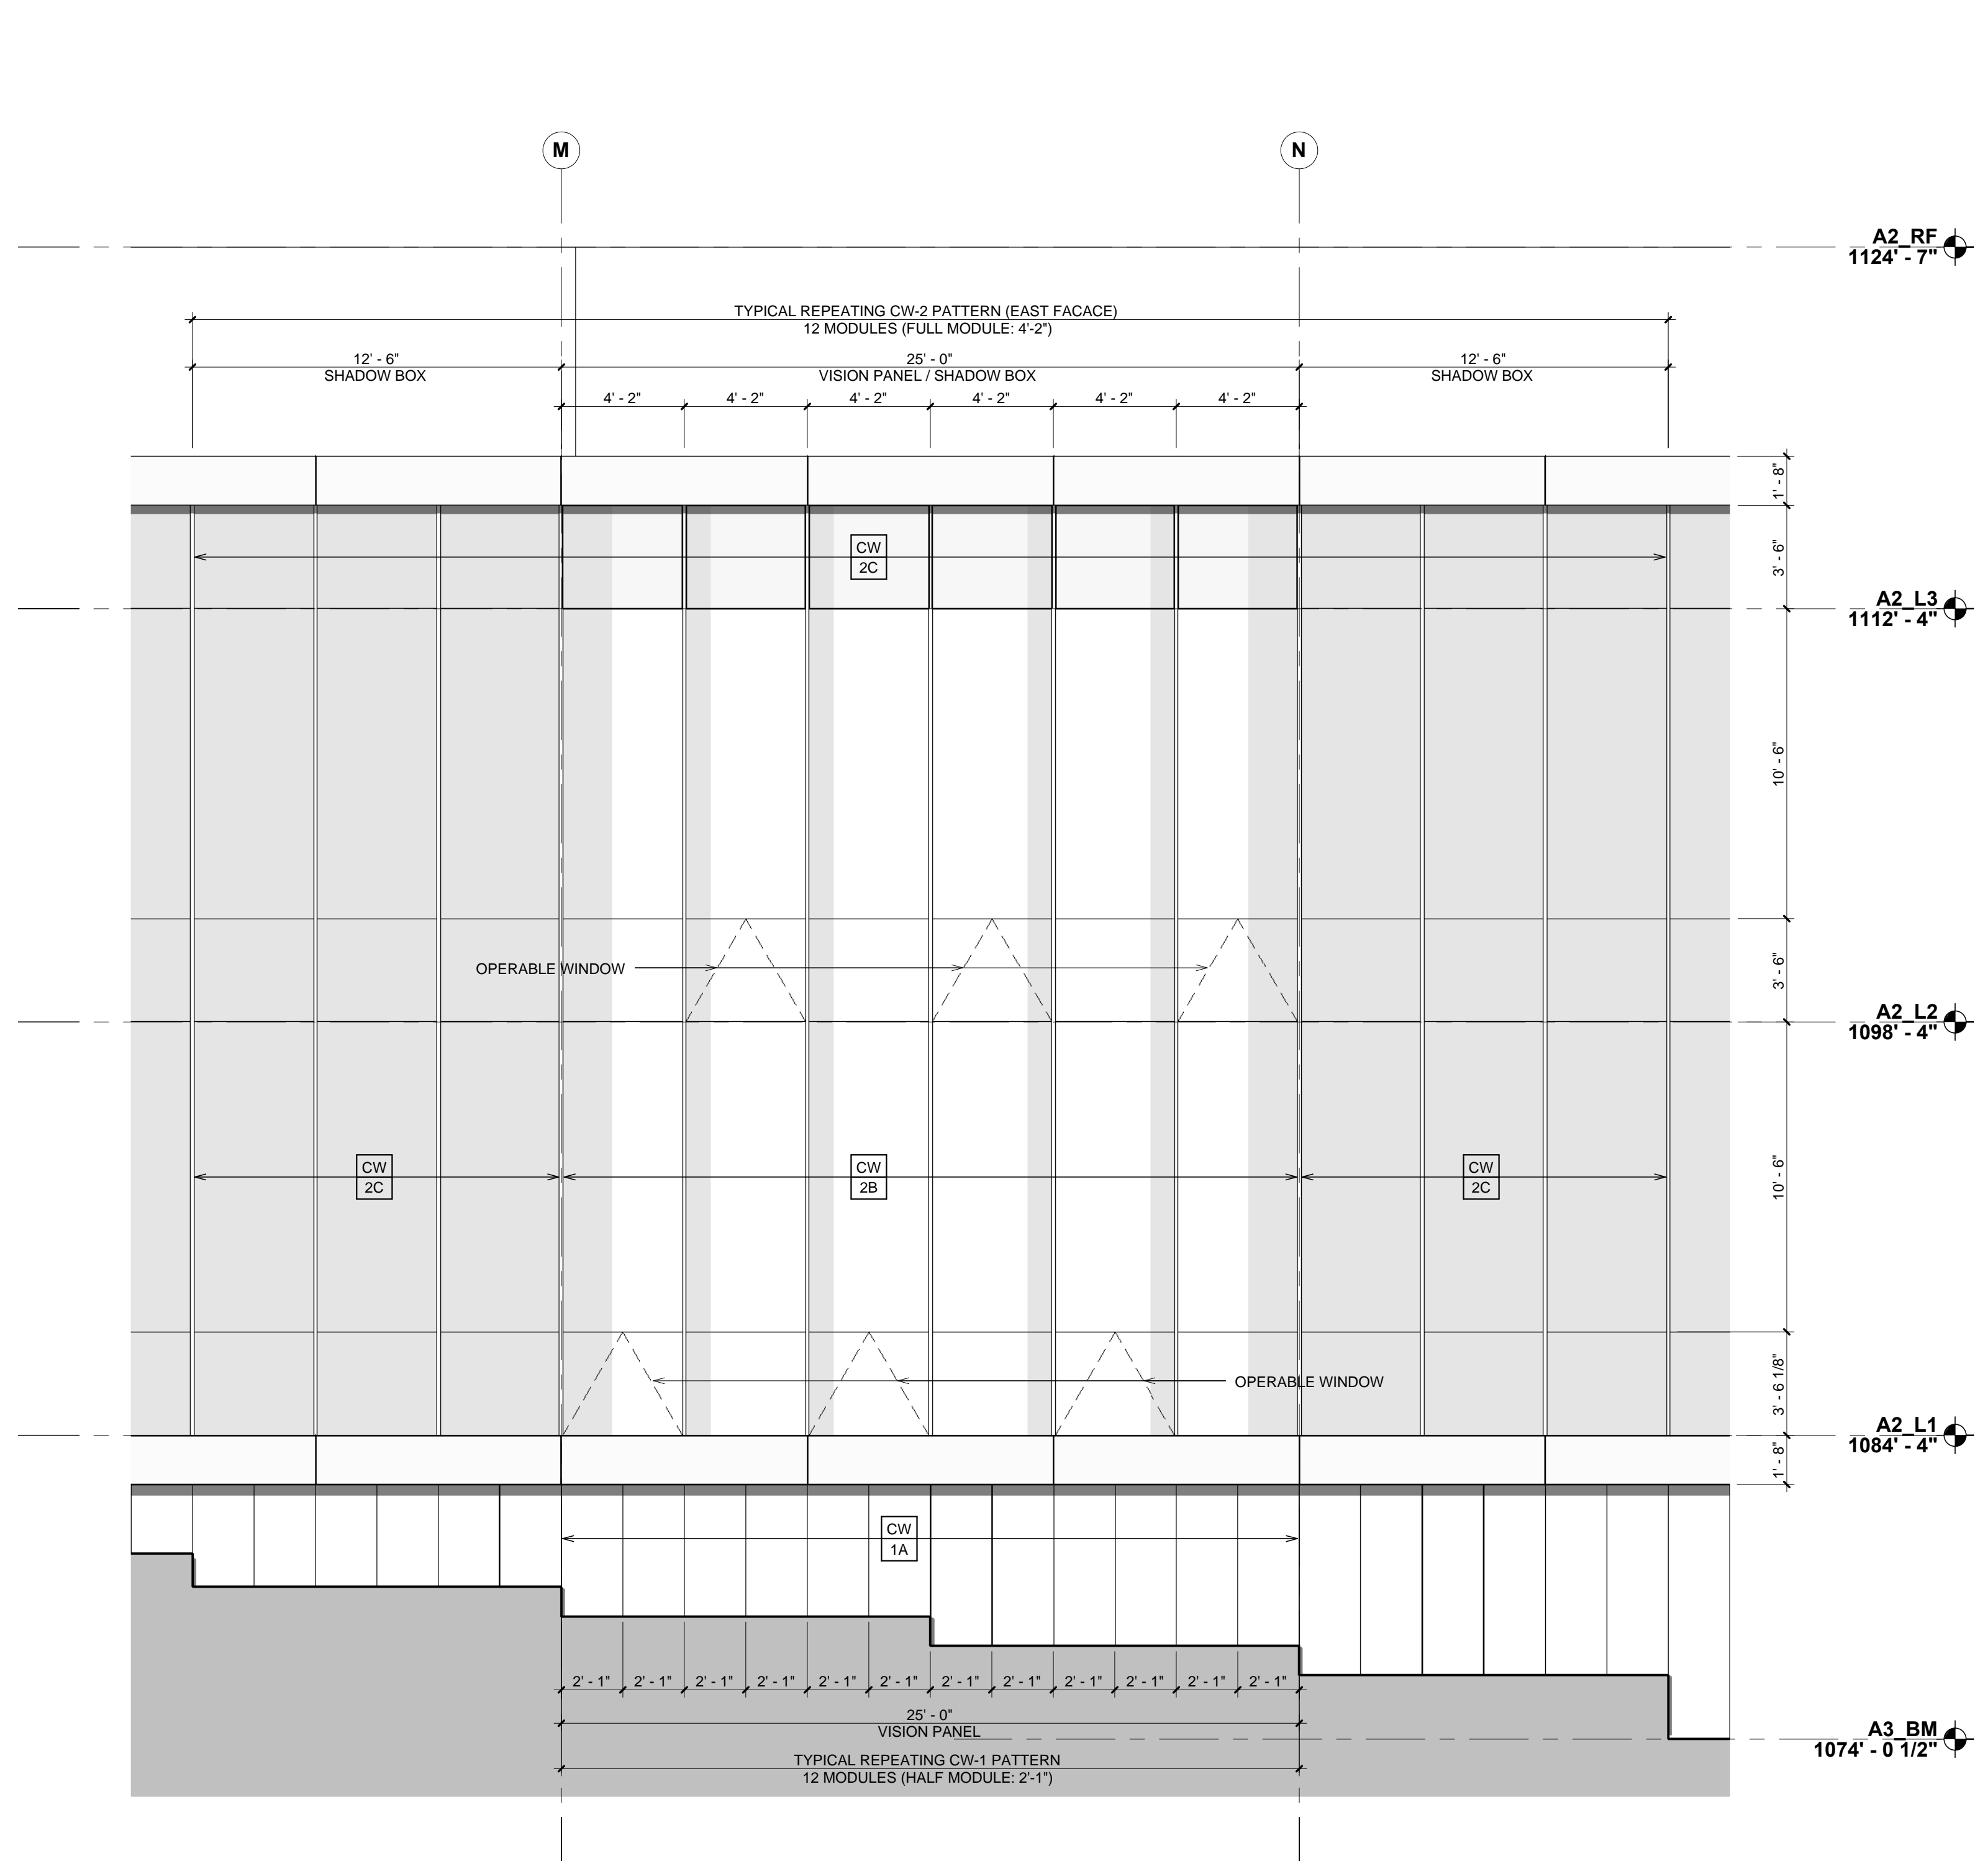 M
N
A2_RF
1124' - 7"
TYPICAL REPEATING CW-2 PATTERN (EAST FACACE)
12 MODULES (FULL MODULE: 4'-2")
12' - 6"
SHADOW BOX
25' - 0"
VISION PANEL / SHADOW BOX
12' - 6"
SHADOW BOX
4' - 2"
4' - 2"
4' - 2"
4' - 2"
4' - 2"
4' - 2"
1' - 8"
CW
2C
3' - 6"
A2_L3
1112' - 4"
10' - 6"
OPERABLE WINDOW
3' - 6"
A2_L2
1098' - 4"
CW
2C
CW
2B
CW
2C
10' - 6"
OPERABLE WINDOW
3' - 6 1/8"
A2_L1
1084' - 4"
1' - 8"
CW
1A
2' - 1"
2' - 1"
2' - 1"
2' - 1"
2' - 1"
2' - 1"
2' - 1"
2' - 1"
2' - 1"
2' - 1"
2' - 1"
2' - 1"
25' - 0"
VISION PANEL
A3_BM
1074' - 0 1/2"
TYPICAL REPEATING CW-1 PATTERN
12 MODULES (HALF MODULE: 2'-1")